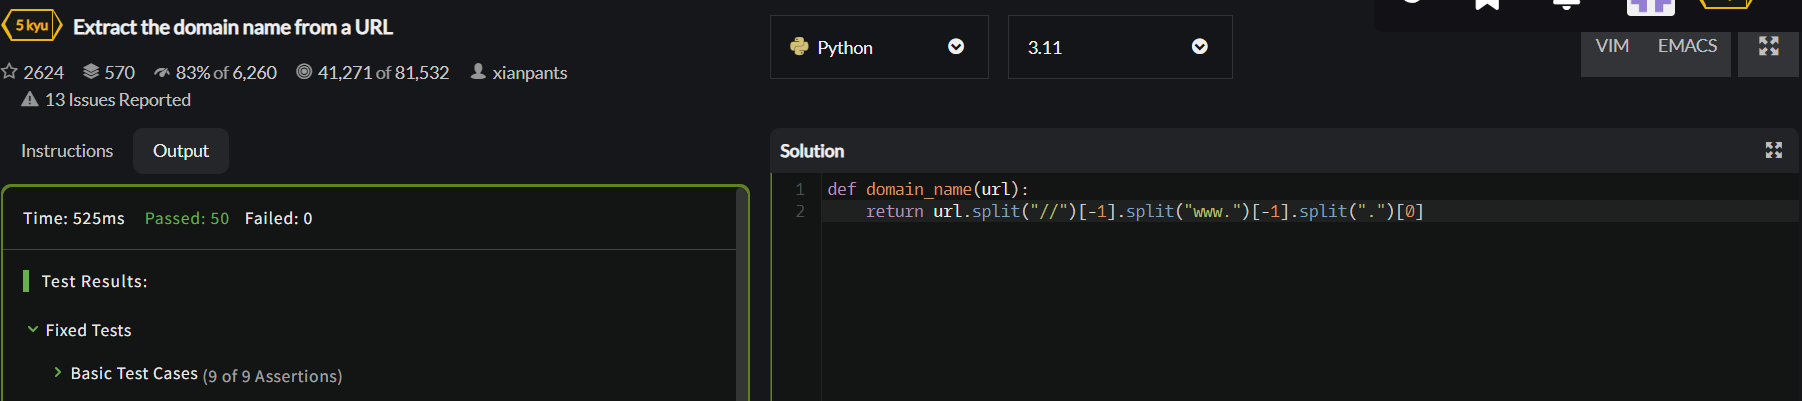 5 kyu Extract the domain name from a URL
2624 570 83% of 6,260 41,271 of 81,532 xianpants
13 Issues Reported
Instructions Output
Time: 525ms Passed: 50 Failed: 0
Test Results:
Fixed Tests
Basic Test Cases (9 of 9 Assertions)
Python 3.11 VIM EMACS
Solution
1 def domain_name(url):
2 return url.split("//")[-1].split("www.")[-1].split(".")[0]